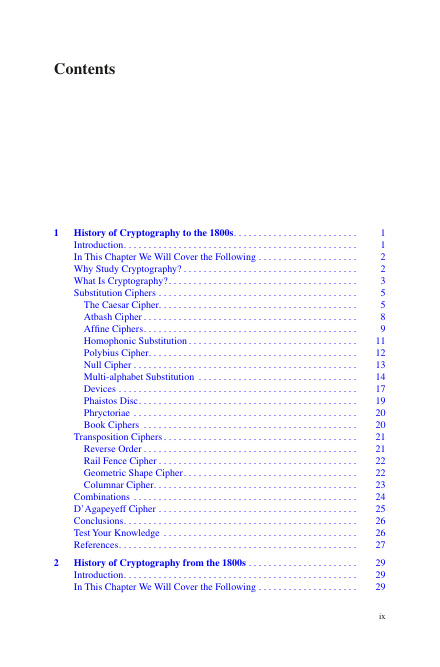 Contents
1 History of Cryptography to the 1800s. . . . . . . . . . . . . . . . . . . . . . . . . 1
Introduction. . . . . . . . . . . . . . . . . . . . . . . . . . . . . . . . . . . . . . . . . . . . . . . 1
In This Chapter We Will Cover the Following . . . . . . . . . . . . . . . . . . . . 2
Why Study Cryptography? . . . . . . . . . . . . . . . . . . . . . . . . . . . . . . . . . . . 2
What Is Cryptography?. . . . . . . . . . . . . . . . . . . . . . . . . . . . . . . . . . . . . . 3
Substitution Ciphers . . . . . . . . . . . . . . . . . . . . . . . . . . . . . . . . . . . . . . . . 5
The Caesar Cipher. . . . . . . . . . . . . . . . . . . . . . . . . . . . . . . . . . . . . . . . 5
Atbash Cipher . . . . . . . . . . . . . . . . . . . . . . . . . . . . . . . . . . . . . . . . . . . 8
Affine Ciphers. . . . . . . . . . . . . . . . . . . . . . . . . . . . . . . . . . . . . . . . . . . 9
Homophonic Substitution . . . . . . . . . . . . . . . . . . . . . . . . . . . . . . . . . . 11
Polybius Cipher. . . . . . . . . . . . . . . . . . . . . . . . . . . . . . . . . . . . . . . . . . 12
Null Cipher . . . . . . . . . . . . . . . . . . . . . . . . . . . . . . . . . . . . . . . . . . . . . 13
Multi-alphabet Substitution . . . . . . . . . . . . . . . . . . . . . . . . . . . . . . . . 14
Devices . . . . . . . . . . . . . . . . . . . . . . . . . . . . . . . . . . . . . . . . . . . . . . . . 17
Phaistos Disc. . . . . . . . . . . . . . . . . . . . . . . . . . . . . . . . . . . . . . . . . . . . 19
Phryctoriae . . . . . . . . . . . . . . . . . . . . . . . . . . . . . . . . . . . . . . . . . . . . . 20
Book Ciphers . . . . . . . . . . . . . . . . . . . . . . . . . . . . . . . . . . . . . . . . . . . 20
Transposition Ciphers . . . . . . . . . . . . . . . . . . . . . . . . . . . . . . . . . . . . . . . 21
Reverse Order . . . . . . . . . . . . . . . . . . . . . . . . . . . . . . . . . . . . . . . . . . . 21
Rail Fence Cipher . . . . . . . . . . . . . . . . . . . . . . . . . . . . . . . . . . . . . . . . 22
Geometric Shape Cipher. . . . . . . . . . . . . . . . . . . . . . . . . . . . . . . . . . . 22
Columnar Cipher. . . . . . . . . . . . . . . . . . . . . . . . . . . . . . . . . . . . . . . . . 23
Combinations . . . . . . . . . . . . . . . . . . . . . . . . . . . . . . . . . . . . . . . . . . . . . 24
D’Agapeyeff Cipher . . . . . . . . . . . . . . . . . . . . . . . . . . . . . . . . . . . . . . . . 25
Conclusions. . . . . . . . . . . . . . . . . . . . . . . . . . . . . . . . . . . . . . . . . . . . . . . 26
Test Your Knowledge . . . . . . . . . . . . . . . . . . . . . . . . . . . . . . . . . . . . . . . 26
References. . . . . . . . . . . . . . . . . . . . . . . . . . . . . . . . . . . . . . . . . . . . . . . . 27
2 History of Cryptography from the 1800s . . . . . . . . . . . . . . . . . . . . . . 29
Introduction. . . . . . . . . . . . . . . . . . . . . . . . . . . . . . . . . . . . . . . . . . . . . . . 29
In This Chapter We Will Cover the Following . . . . . . . . . . . . . . . . . . . . 29
ix